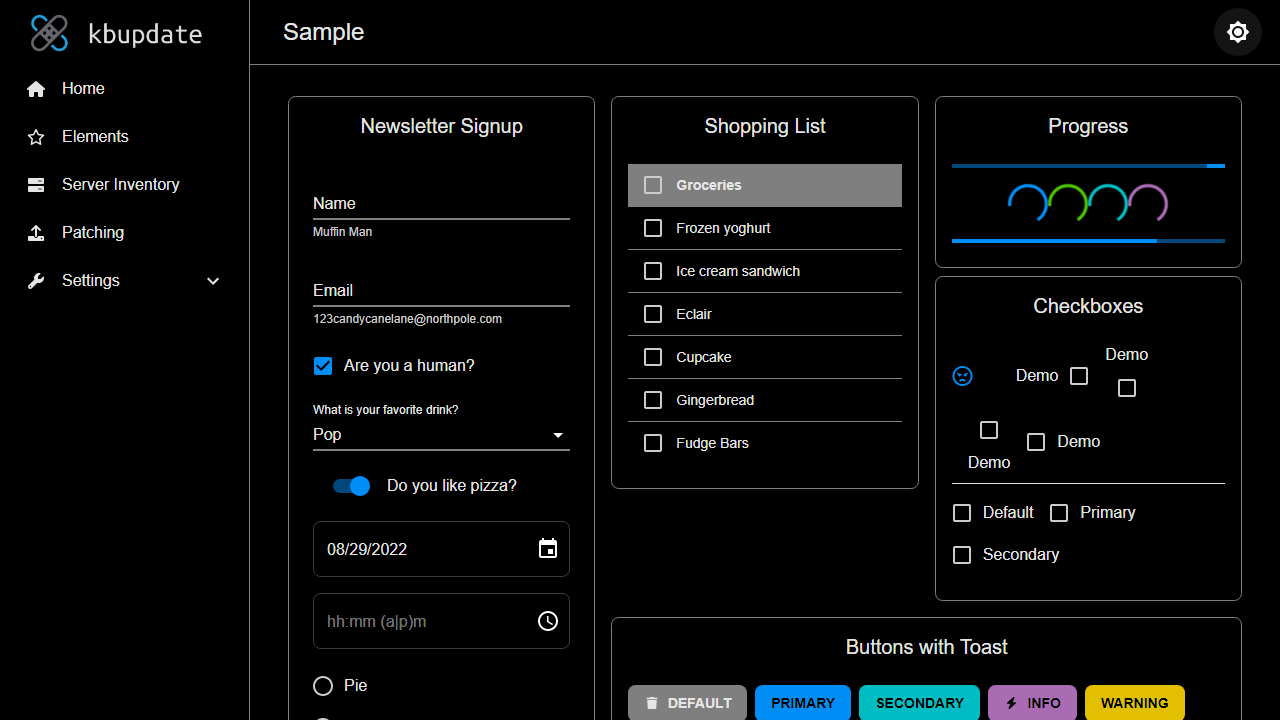 kbupdate
Sample
Home
Elements
Server Inventory
Patching
Settings
Newsletter Signup
Name
Muffin Man
Email
123candycanelane@northpole.com
Are you a human?
What is your favorite drink?
Pop
Do you like pizza?
08/29/2022
hh:mm (a|p)m
Pie
Shopping List
Groceries
Frozen yoghurt
Ice cream sandwich
Eclair
Cupcake
Gingerbread
Fudge Bars
Progress
Checkboxes
Demo
Demo
Demo
Demo
Default Primary
Secondary
Buttons with Toast
DEFAULT PRIMARY SECONDARY INFO WARNING